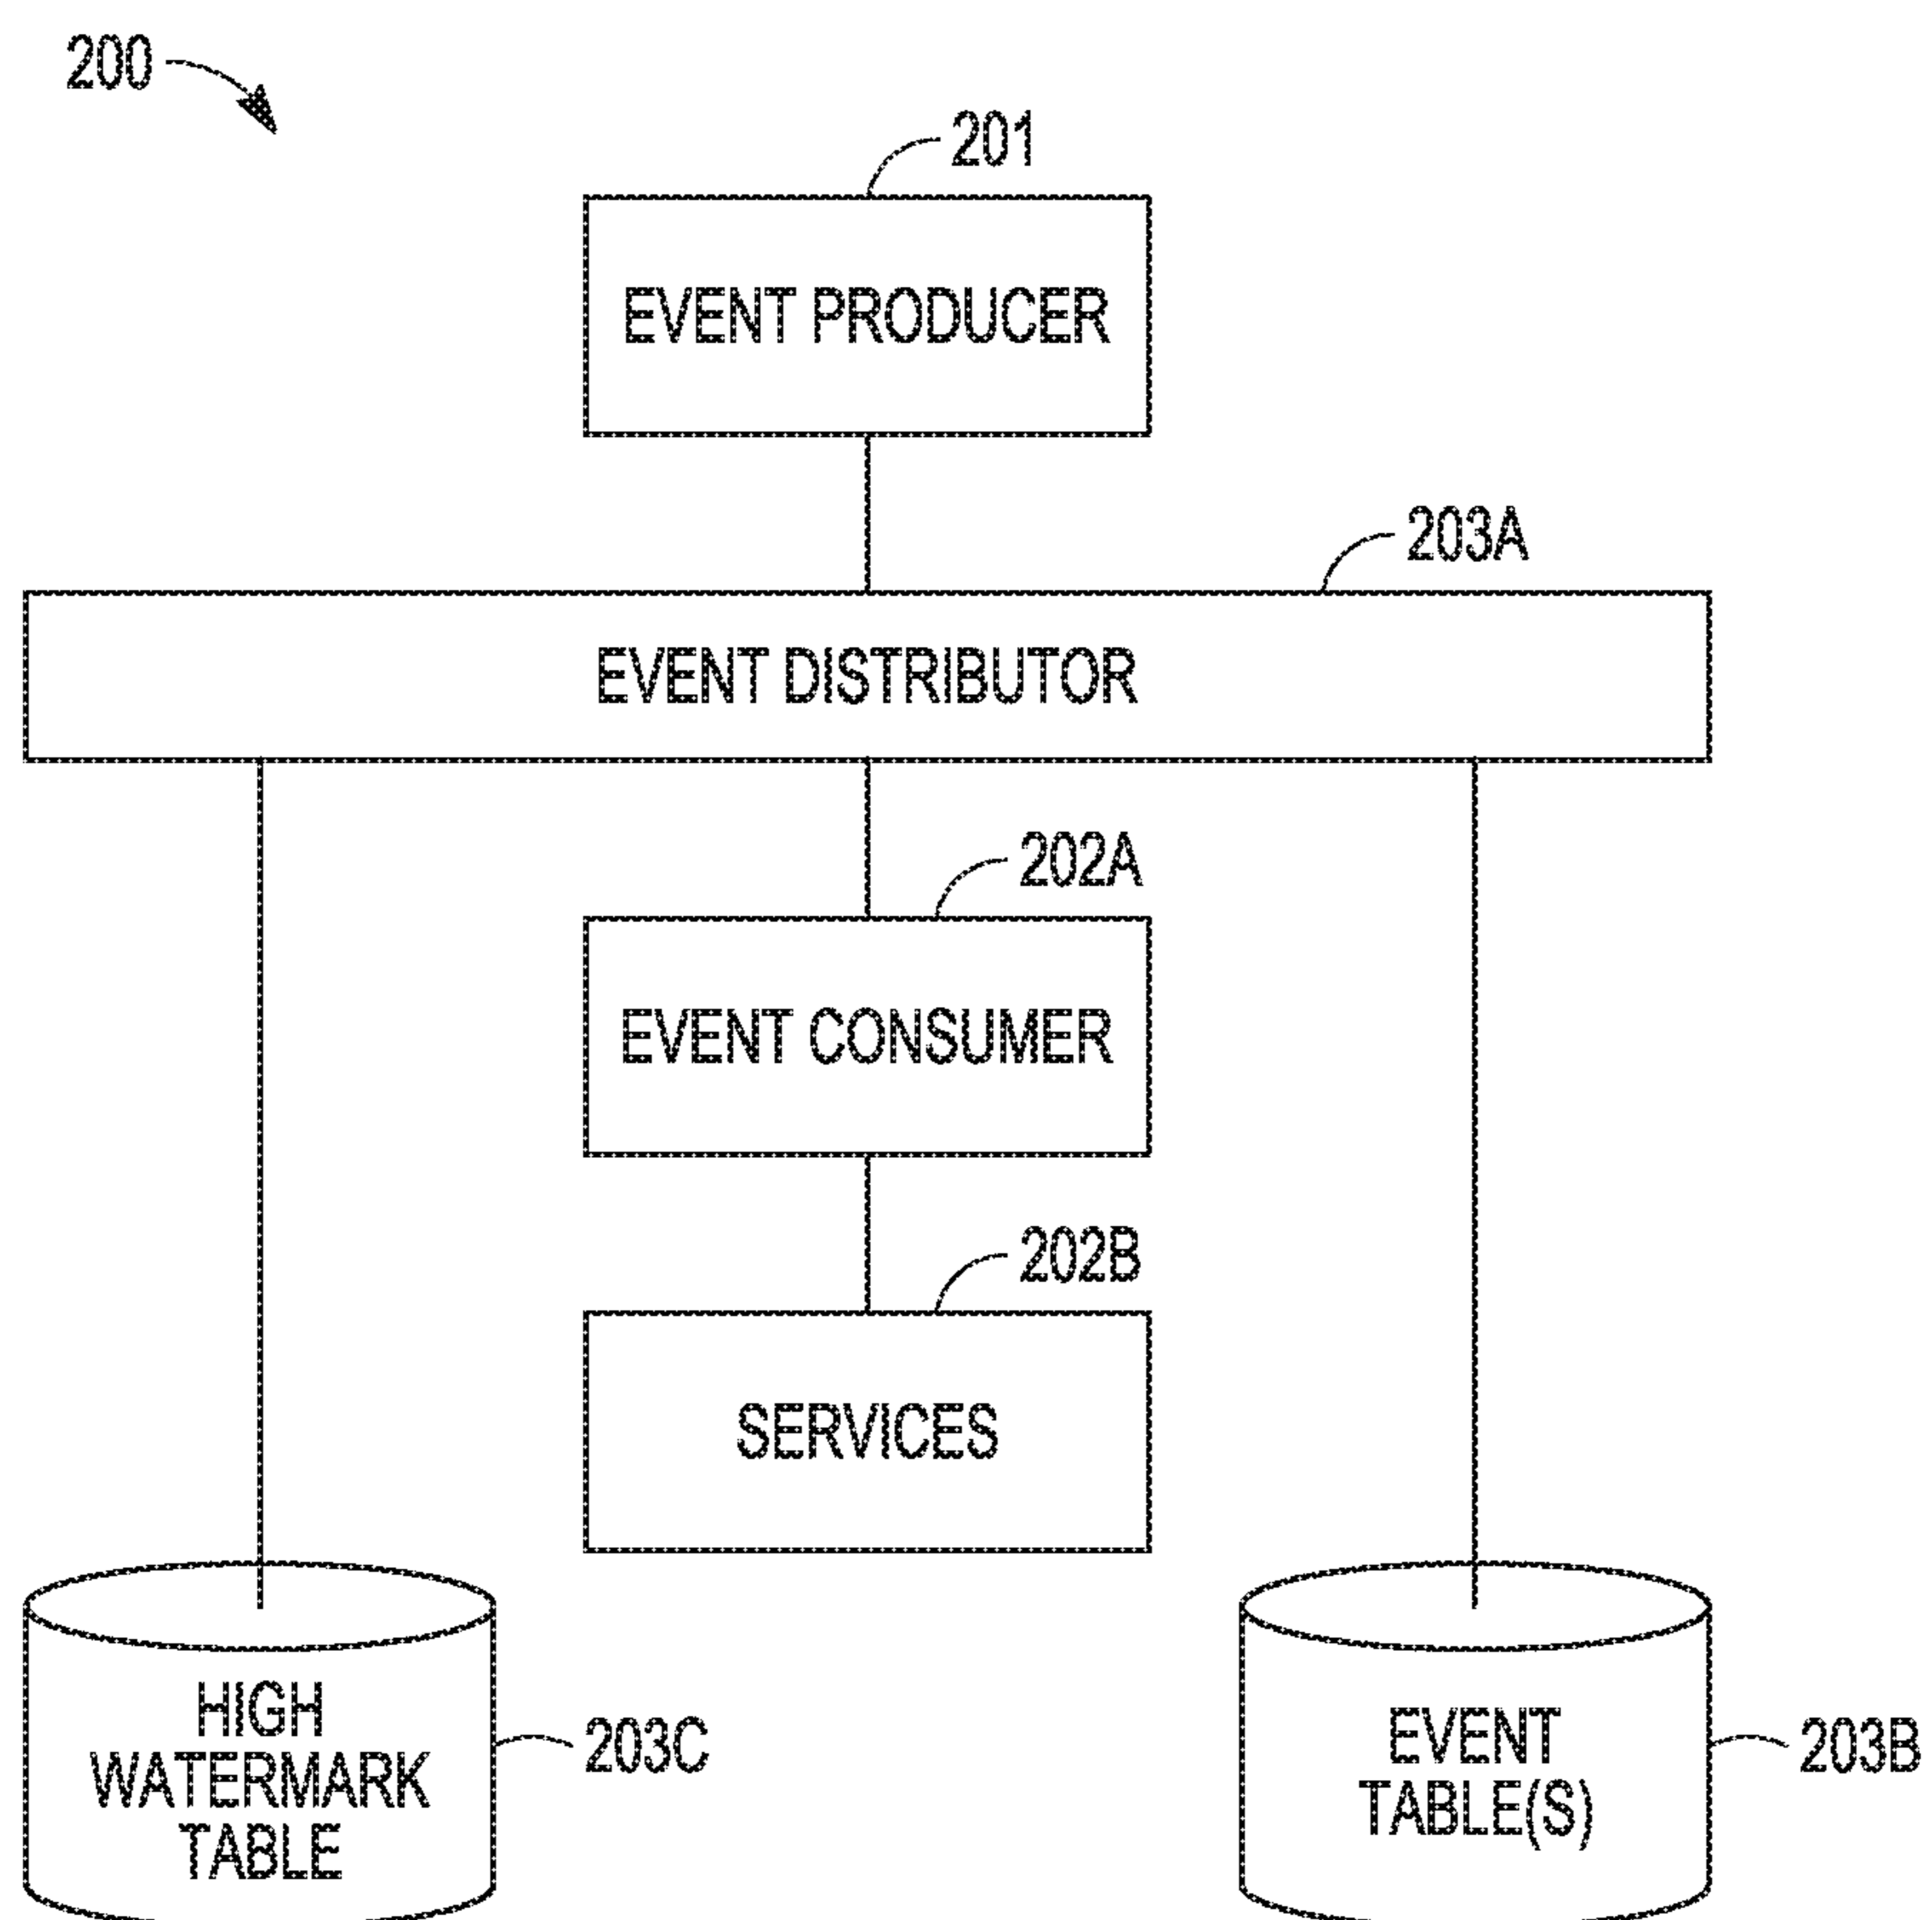 200
201
EVENT PRODUCER
203A
EVENT DISTRIBUTOR
202A
EVENT CONSUMER
202B
SERVICES
HIGH
WATERMARK
TABLE
203C
EVENT
TABLE(S)
203B